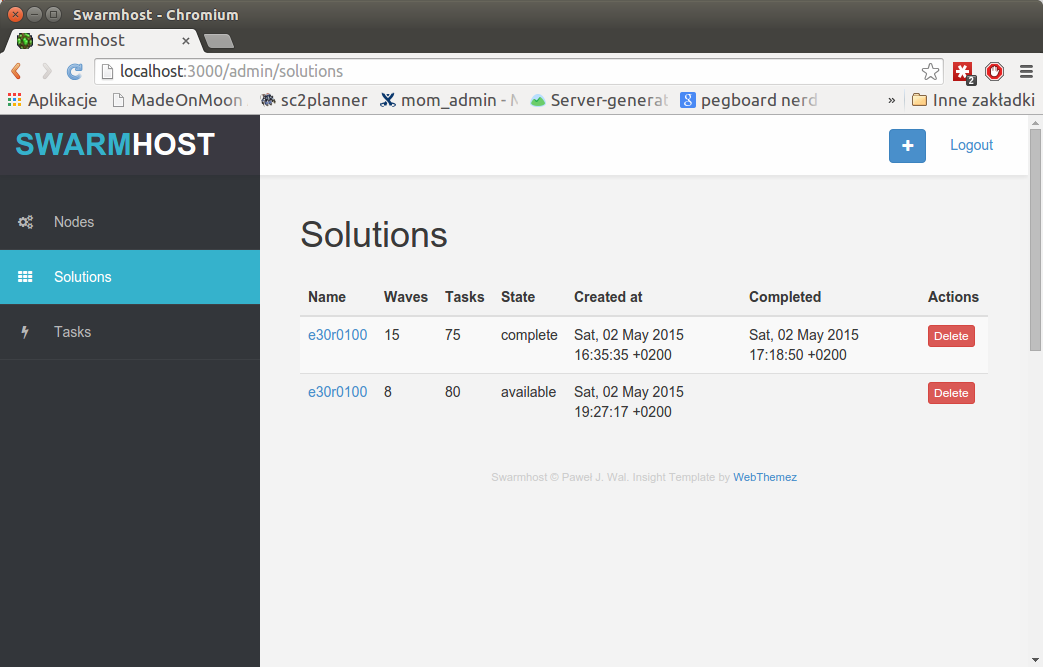 Swarmhost - Chromium
Swarmhost
localhost:3000/admin/solutions
2
Aplikacje MadeOnMoon sc2planner mom_admin - Server-generat pegboard nerd » Inne zakładki
SWARMHOST
+ Logout
Nodes
Solutions
Tasks
Solutions
Name Waves Tasks State Created at Completed Actions
e30r0100 15 75 complete Sat, 02 May 2015 Sat, 02 May 2015 Delete
16:35:35 +0200 17:18:50 +0200
e30r0100 8 80 available Sat, 02 May 2015 Delete
19:27:17 +0200
Swarmhost © Paweł J. Wal. Insight Template by WebThemez